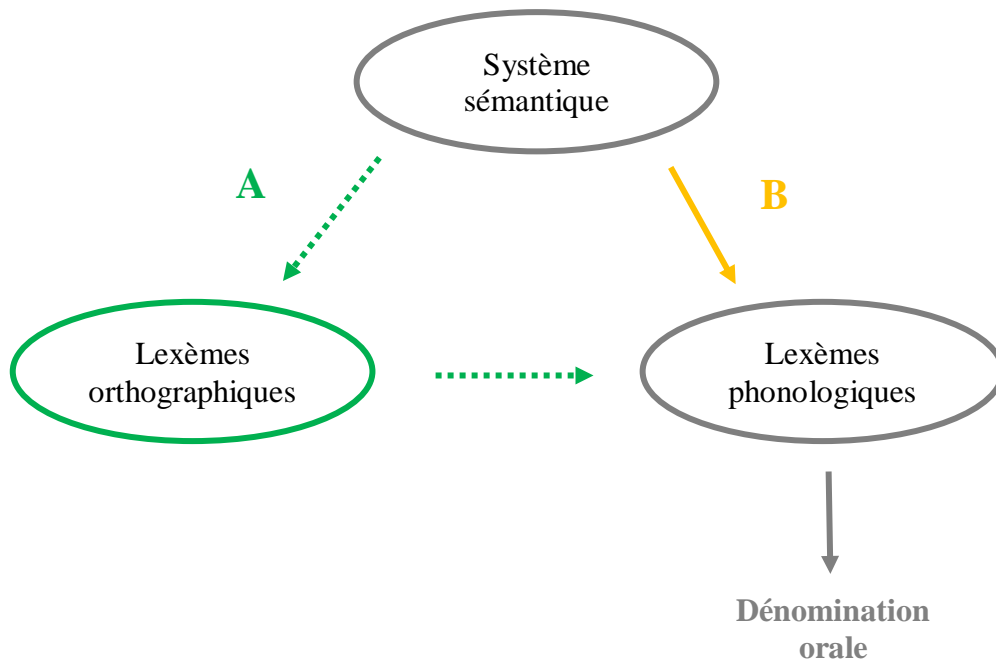 Système
sémantique
A
B
Lexèmes
orthographiques
Lexèmes
phonologiques
Dénomination
orale